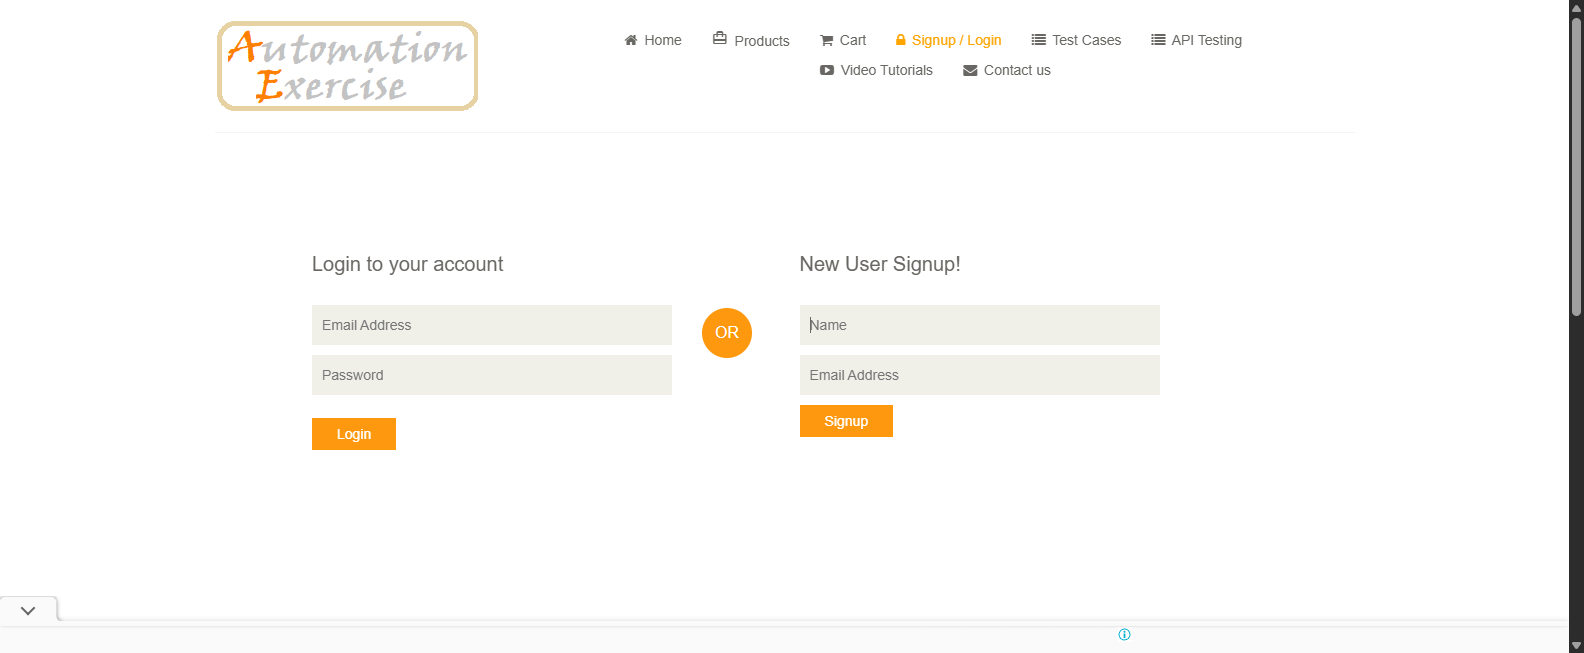 Automation
Exercise
Home Products Cart Signup / Login Test Cases API Testing
Video Tutorials Contact us
Login to your account
Email Address
Password
Login
OR
New User Signup!
Name
Email Address
Signup